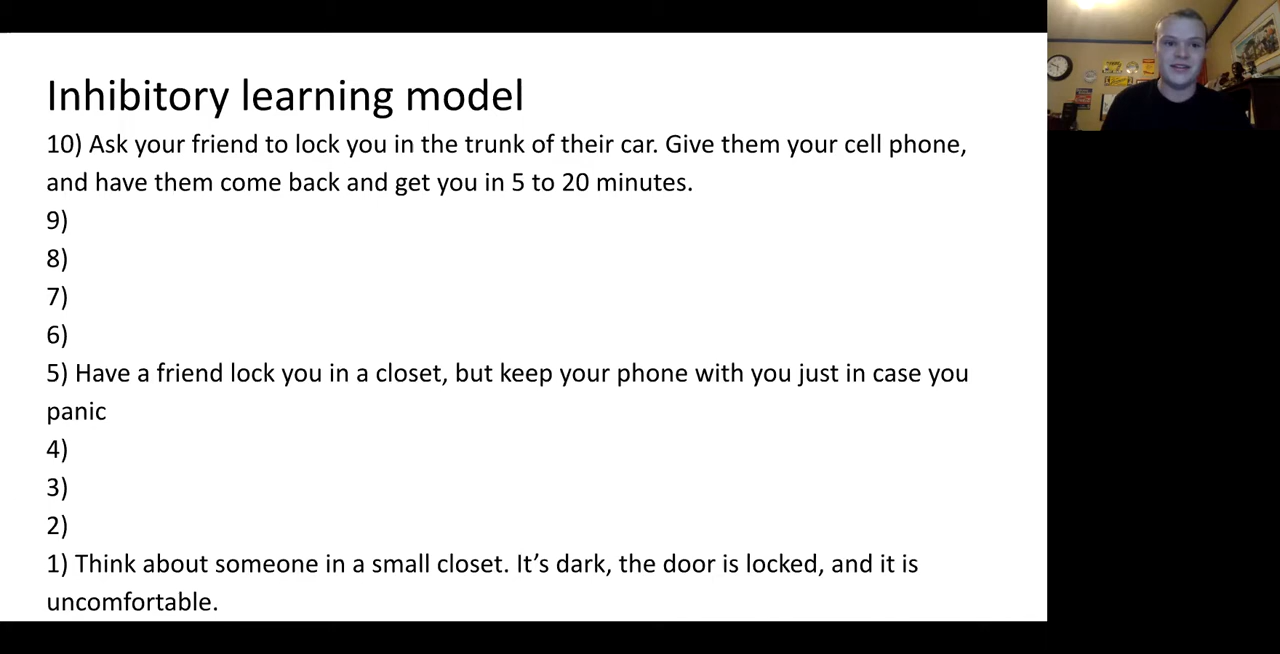 Inhibitory learning model
10) Ask your friend to lock you in the trunk of their car. Give them your cell phone,
and have them come back and get you in 5 to 20 minutes.
9)
8)
7)
6)
5) Have a friend lock you in a closet, but keep your phone with you just in case you
panic
4)
3)
2)
1) Think about someone in a small closet. It’s dark, the door is locked, and it is
uncomfortable.